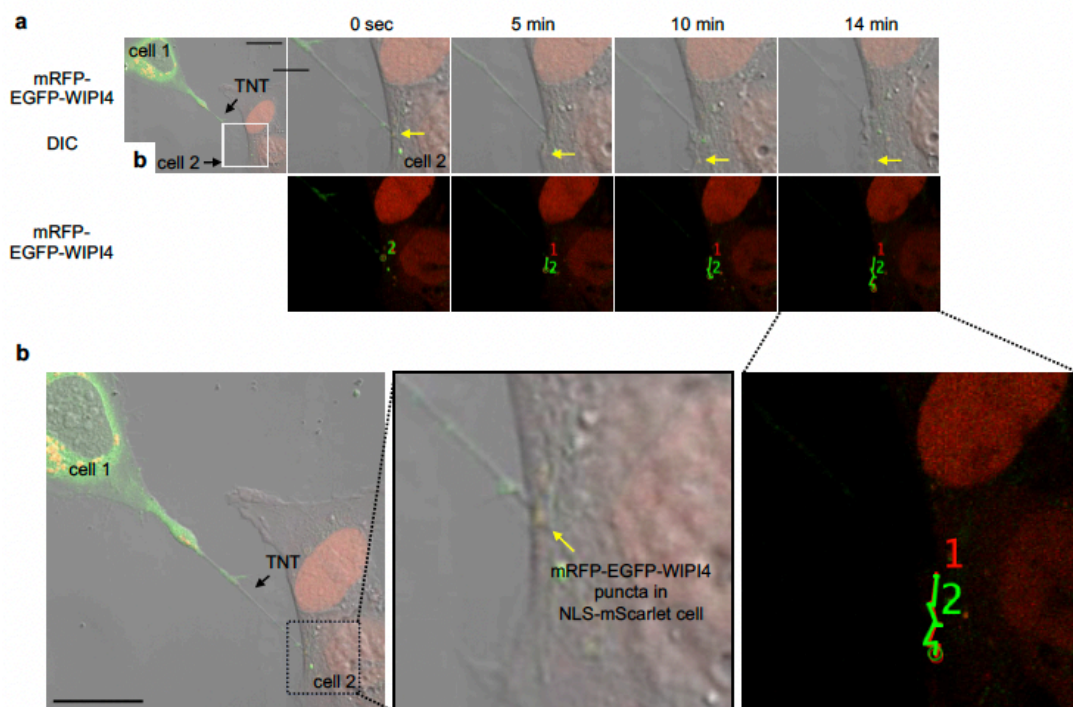 a
0 sec
5 min
10 min
14 min
cell 1
mRFP-
EGFP-WIPI4
TNT
DIC
cell 2
b
cell 2
mRFP-
EGFP-WIPI4
2
1
2
1
2
1
2
b
cell 1
TNT
cell 2
mRFP-EGFP-WIPI4
puncta in
NLS-mScarlet cell
1
2